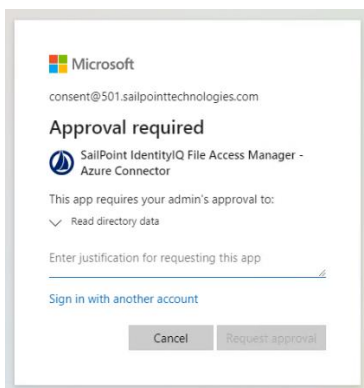 Microsoft
consent@501.sailpointtechnologies.com
Approval required
SailPoint IdentityIQ File Access Manager -
Azure Connector
This app requires your admin's approval to:
Read directory data
Enter justification for requesting this app
Sign in with another account
Cancel
Request approval